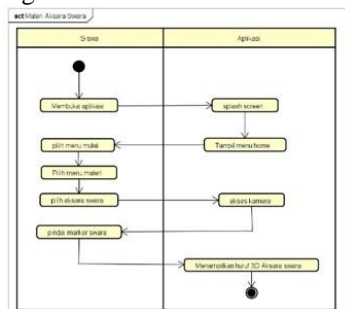 act Materi Aksara Swara
Siswa
Aplikasi
Membuka aplikasi
splash screen
pilih menu mulai
Tampil menu home
Pilih menu materi
pilih aksara swara
akses kamera
pindai marker swara
Menampilkan huruf 3D Aksara swara